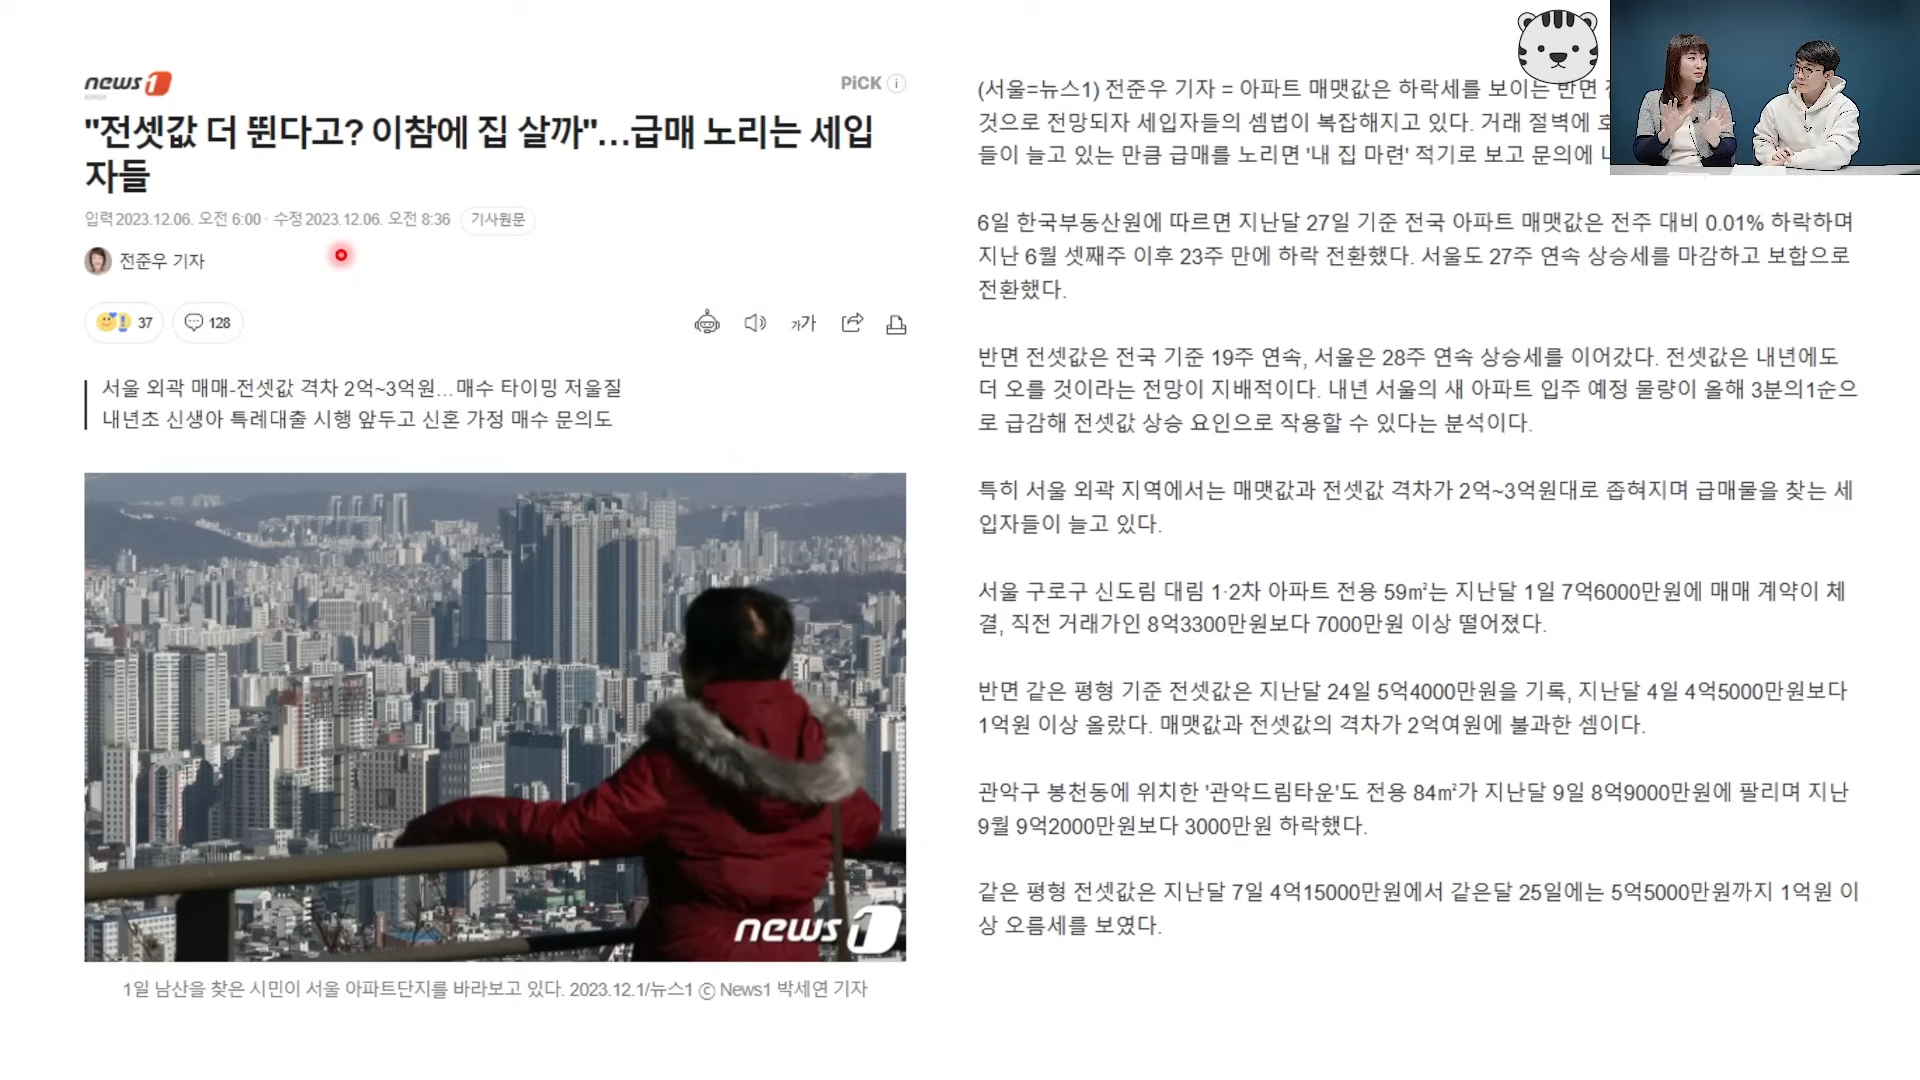 news1
KOREA
PiCK
"전셋값 더 뛴다고? 이참에 집 살까"…급매 노리는 세입
자들
입력 2023.12.06. 오전 6:00 · 수정 2023.12.06. 오전 8:36 기사원문
전준우 기자
37 128
가가
서울 외곽 매매-전셋값 격차 2억~3억원…매수 타이밍 저울질
내년초 신생아 특례대출 시행 앞두고 신혼 가정 매수 문의도
news1
1일 남산을 찾은 시민이 서울 아파트단지를 바라보고 있다. 2023.12.1/뉴스1 ⓒ News1 박세연 기자
(서울=뉴스1) 전준우 기자 = 아파트 매맷값은 하락세를 보이는 반면
것으로 전망되자 세입자들의 셈법이 복잡해지고 있다. 거래 절벽에
들이 늘고 있는 만큼 급매를 노리면 '내 집 마련' 적기로 보고 문의에
6일 한국부동산원에 따르면 지난달 27일 기준 전국 아파트 매맷값은 전주 대비 0.01% 하락하며
지난 6월 셋째주 이후 23주 만에 하락 전환했다. 서울도 27주 연속 상승세를 마감하고 보합으로
전환했다.
반면 전셋값은 전국 기준 19주 연속, 서울은 28주 연속 상승세를 이어갔다. 전셋값은 내년에도
더 오를 것이라는 전망이 지배적이다. 내년 서울의 새 아파트 입주 예정 물량이 올해 3분의1순으
로 급감해 전셋값 상승 요인으로 작용할 수 있다는 분석이다.
특히 서울 외곽 지역에서는 매맷값과 전셋값 격차가 2억~3억원대로 좁혀지며 급매물을 찾는 세
입자들이 늘고 있다.
서울 구로구 신도림 대림 1·2차 아파트 전용 59㎡는 지난달 1일 7억6000만원에 매매 계약이 체
결, 직전 거래가인 8억3300만원보다 7000만원 이상 떨어졌다.
반면 같은 평형 기준 전셋값은 지난달 24일 5억4000만원을 기록, 지난달 4일 4억5000만원보다
1억원 이상 올랐다. 매맷값과 전셋값의 격차가 2억여원에 불과한 셈이다.
관악구 봉천동에 위치한 '관악드림타운'도 전용 84㎡가 지난달 9일 8억9000만원에 팔리며 지난
9월 9억2000만원보다 3000만원 하락했다.
같은 평형 전셋값은 지난달 7일 4억15000만원에서 같은달 25일에는 5억5000만원까지 1억원 이
상 오름세를 보였다.